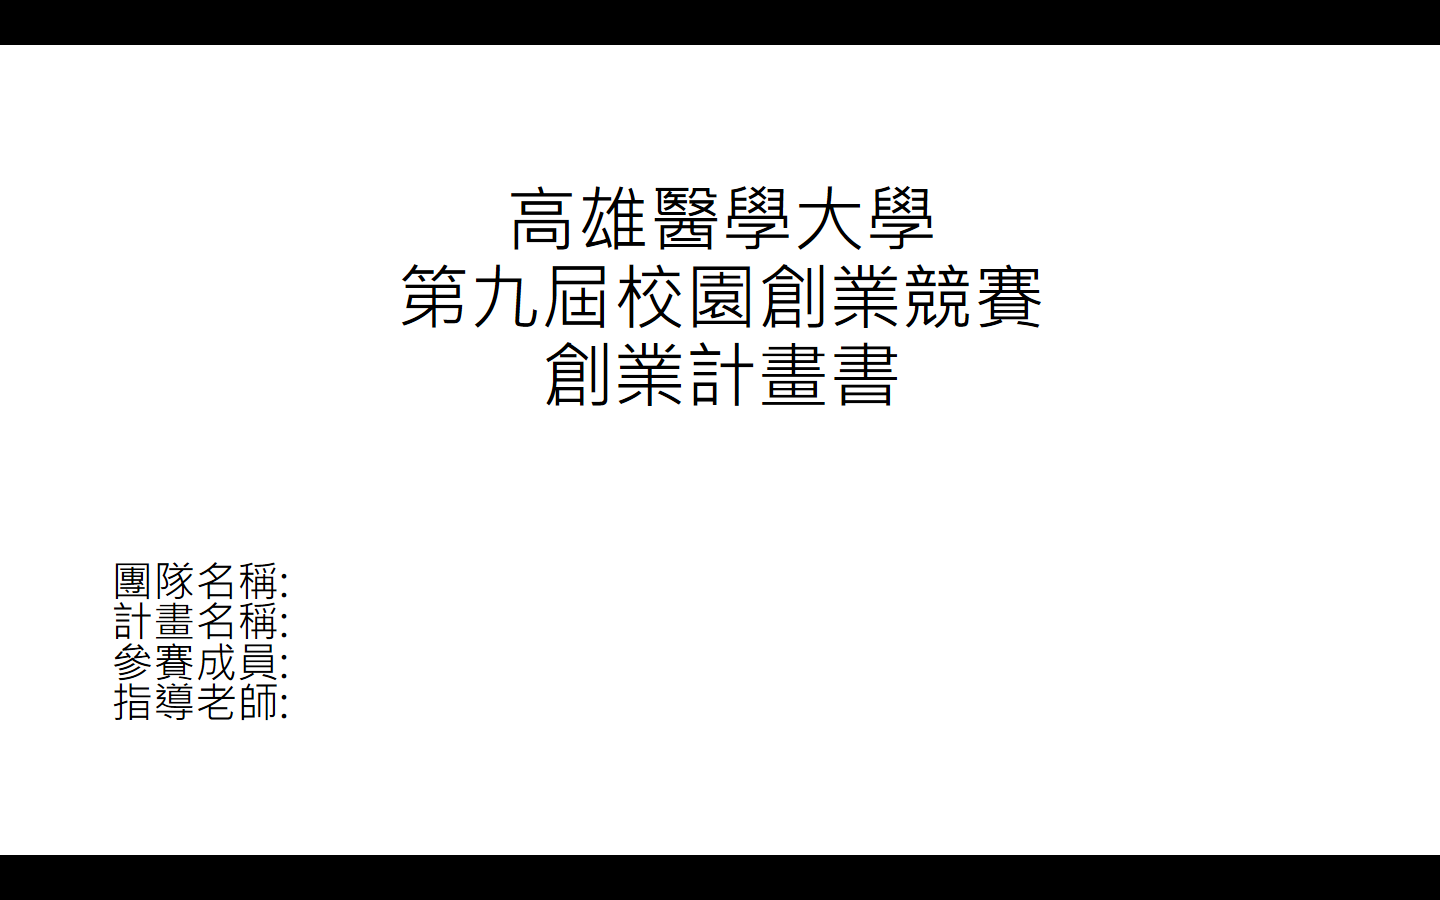 高雄醫學大學
第九屆校園創業競賽
創業計畫書
團隊名稱:
計畫名稱:
參賽成員:
指導老師: